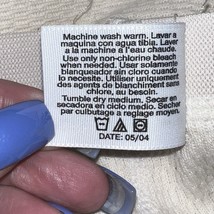 Machine wash warm. Lavar a
maquina con agua tibia. Laver
a la machine à l'eau chaude.
Use only non-chlorine bleach
when needed. Usar solamente
blanqueador sin cloro cuando
lo necesite. Utiliser uniquement
des agents de blanchiment sans
chlore, au besoin.
Tumble dry medium. Secar en
secadora a calor medio. Sécher
par culbutage a reglage moyen.
DATE: 05/04